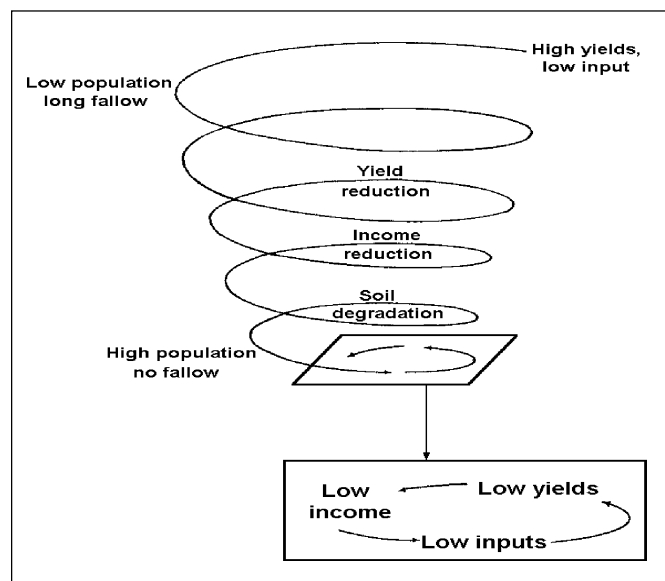 High yields,
low input
Low population
long fallow
Yield
reduction
Income
reduction
Soil
degradation
High population
no fallow
Low yields
Low
income
Low inputs